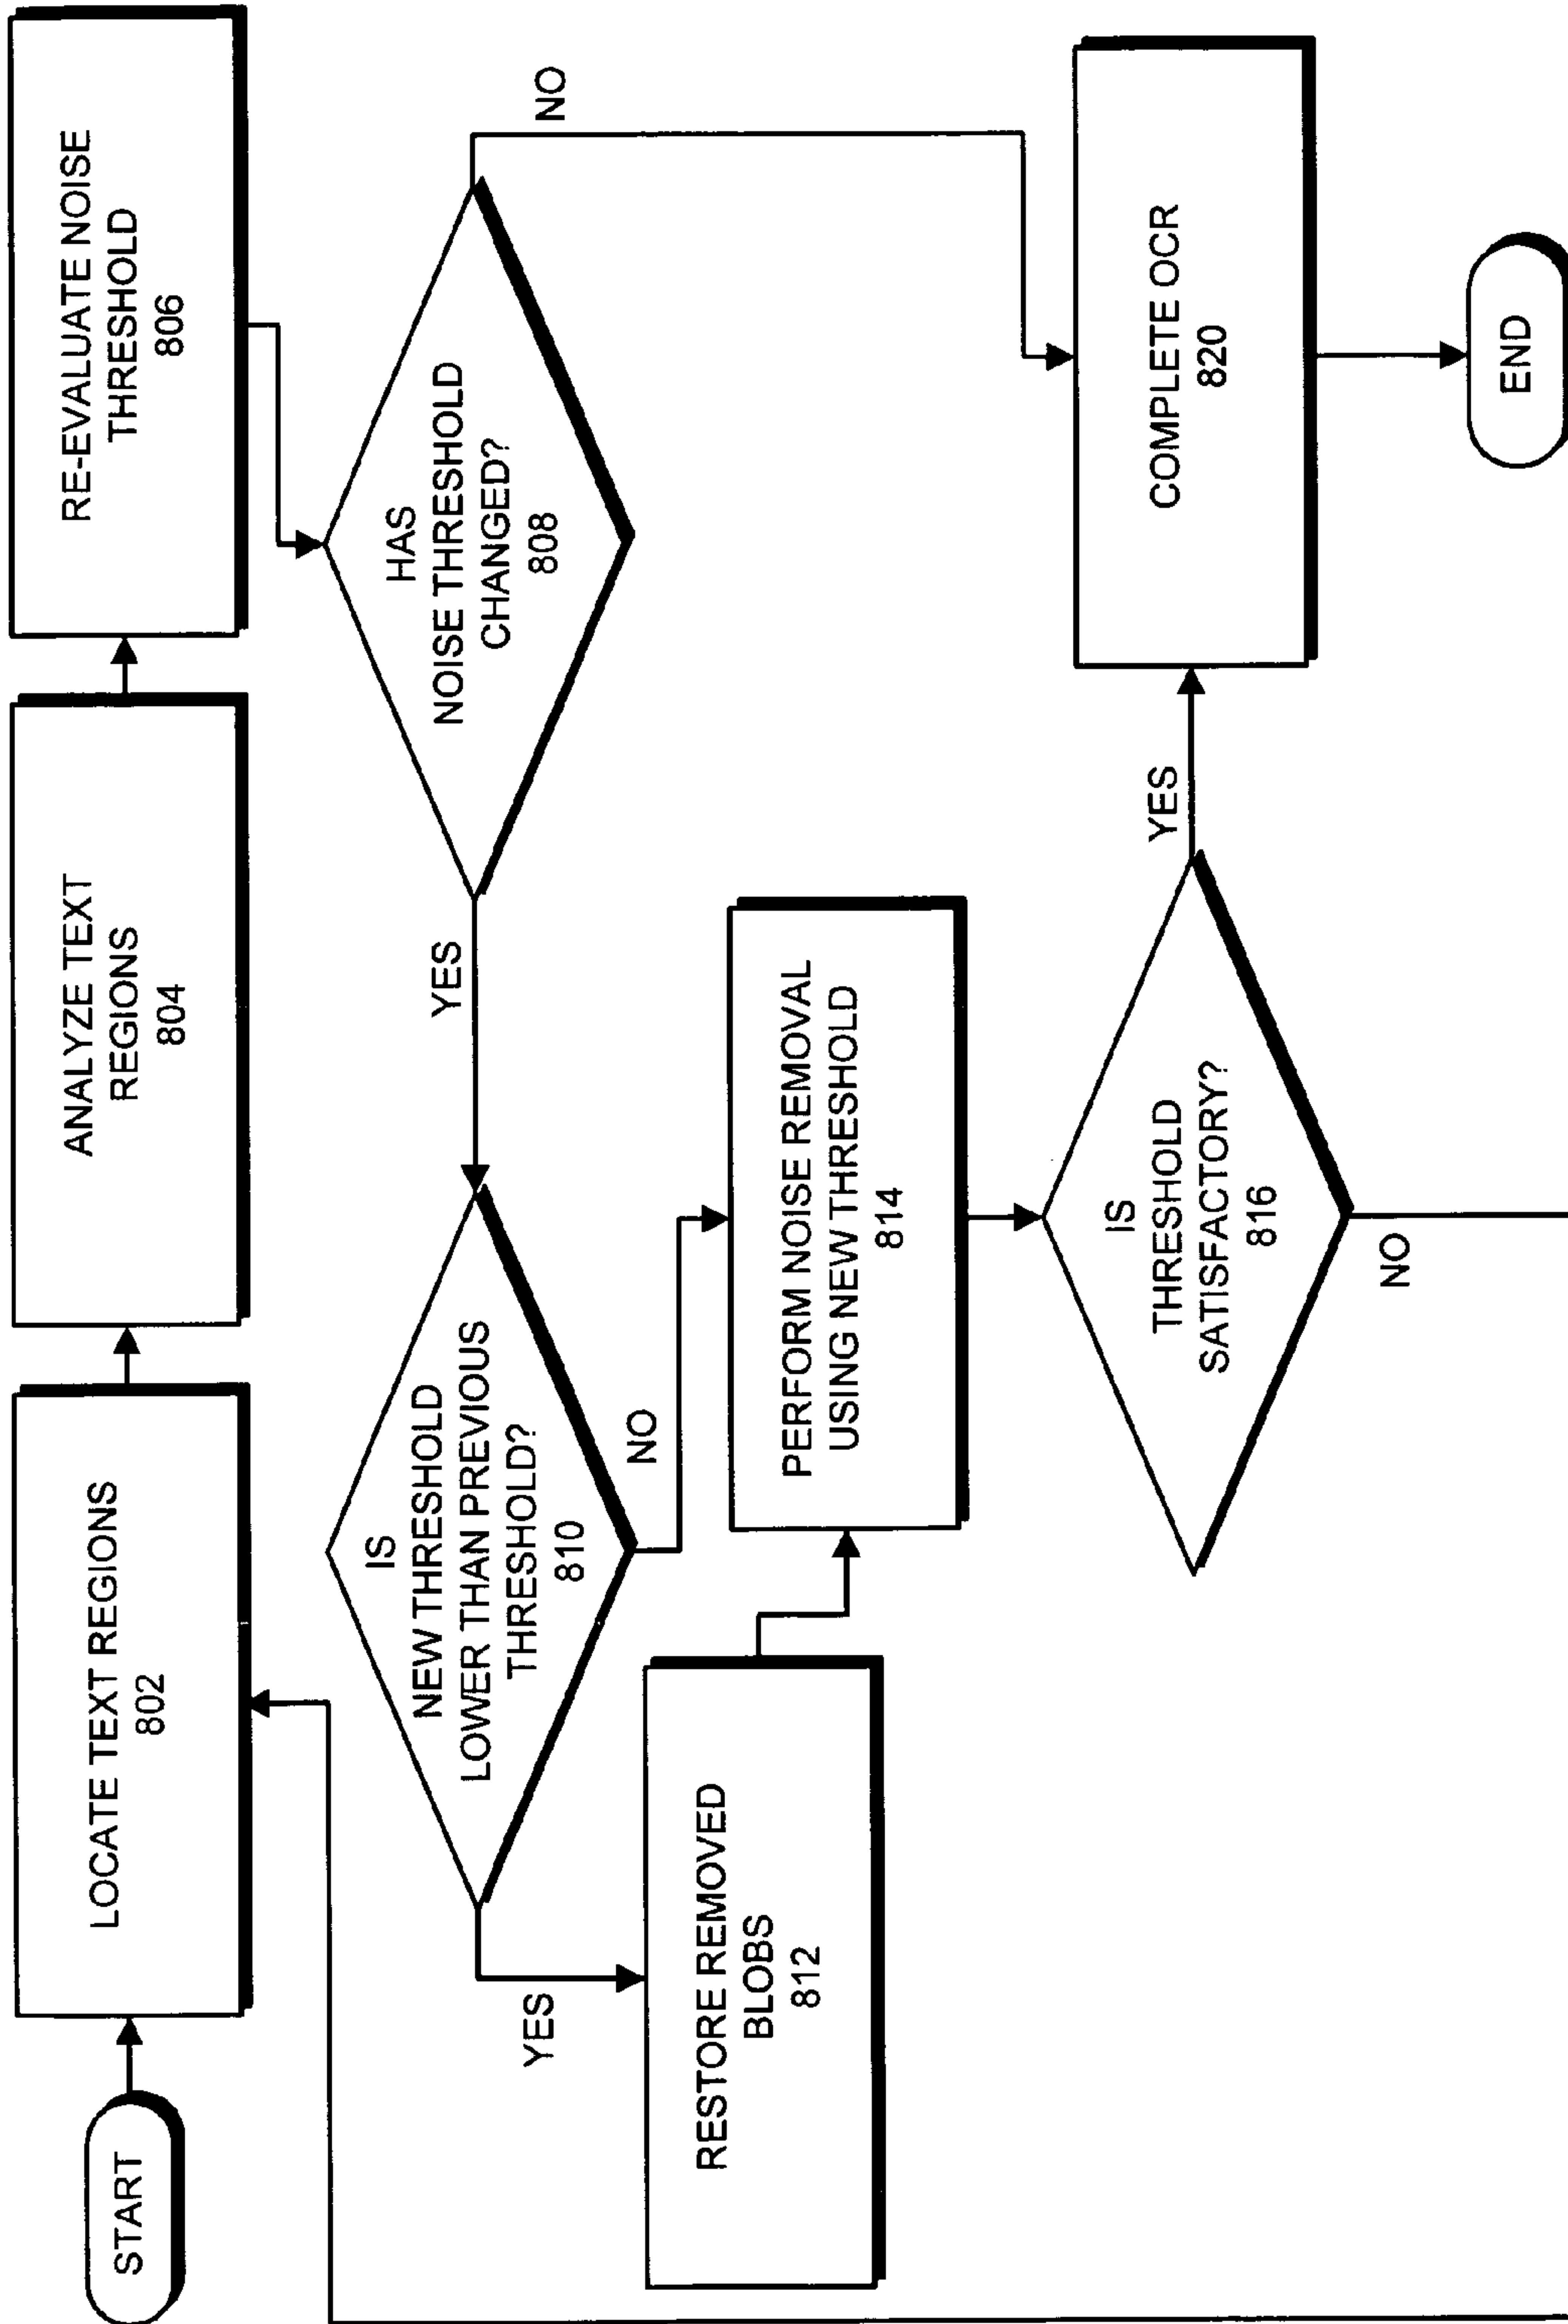 START
LOCATE TEXT REGIONS
802
ANALYZE TEXT
REGIONS
804
RE-EVALUATE NOISE
THRESHOLD
806
HAS
NOISE THRESHOLD
CHANGED?
808
YES
NO
IS
NEW THRESHOLD
LOWER THAN PREVIOUS
THRESHOLD?
810
YES
NO
RESTORE REMOVED
BLOBS
812
PERFORM NOISE REMOVAL
USING NEW THRESHOLD
814
IS
THRESHOLD
SATISFACTORY?
816
YES
NO
COMPLETE OCR
820
END